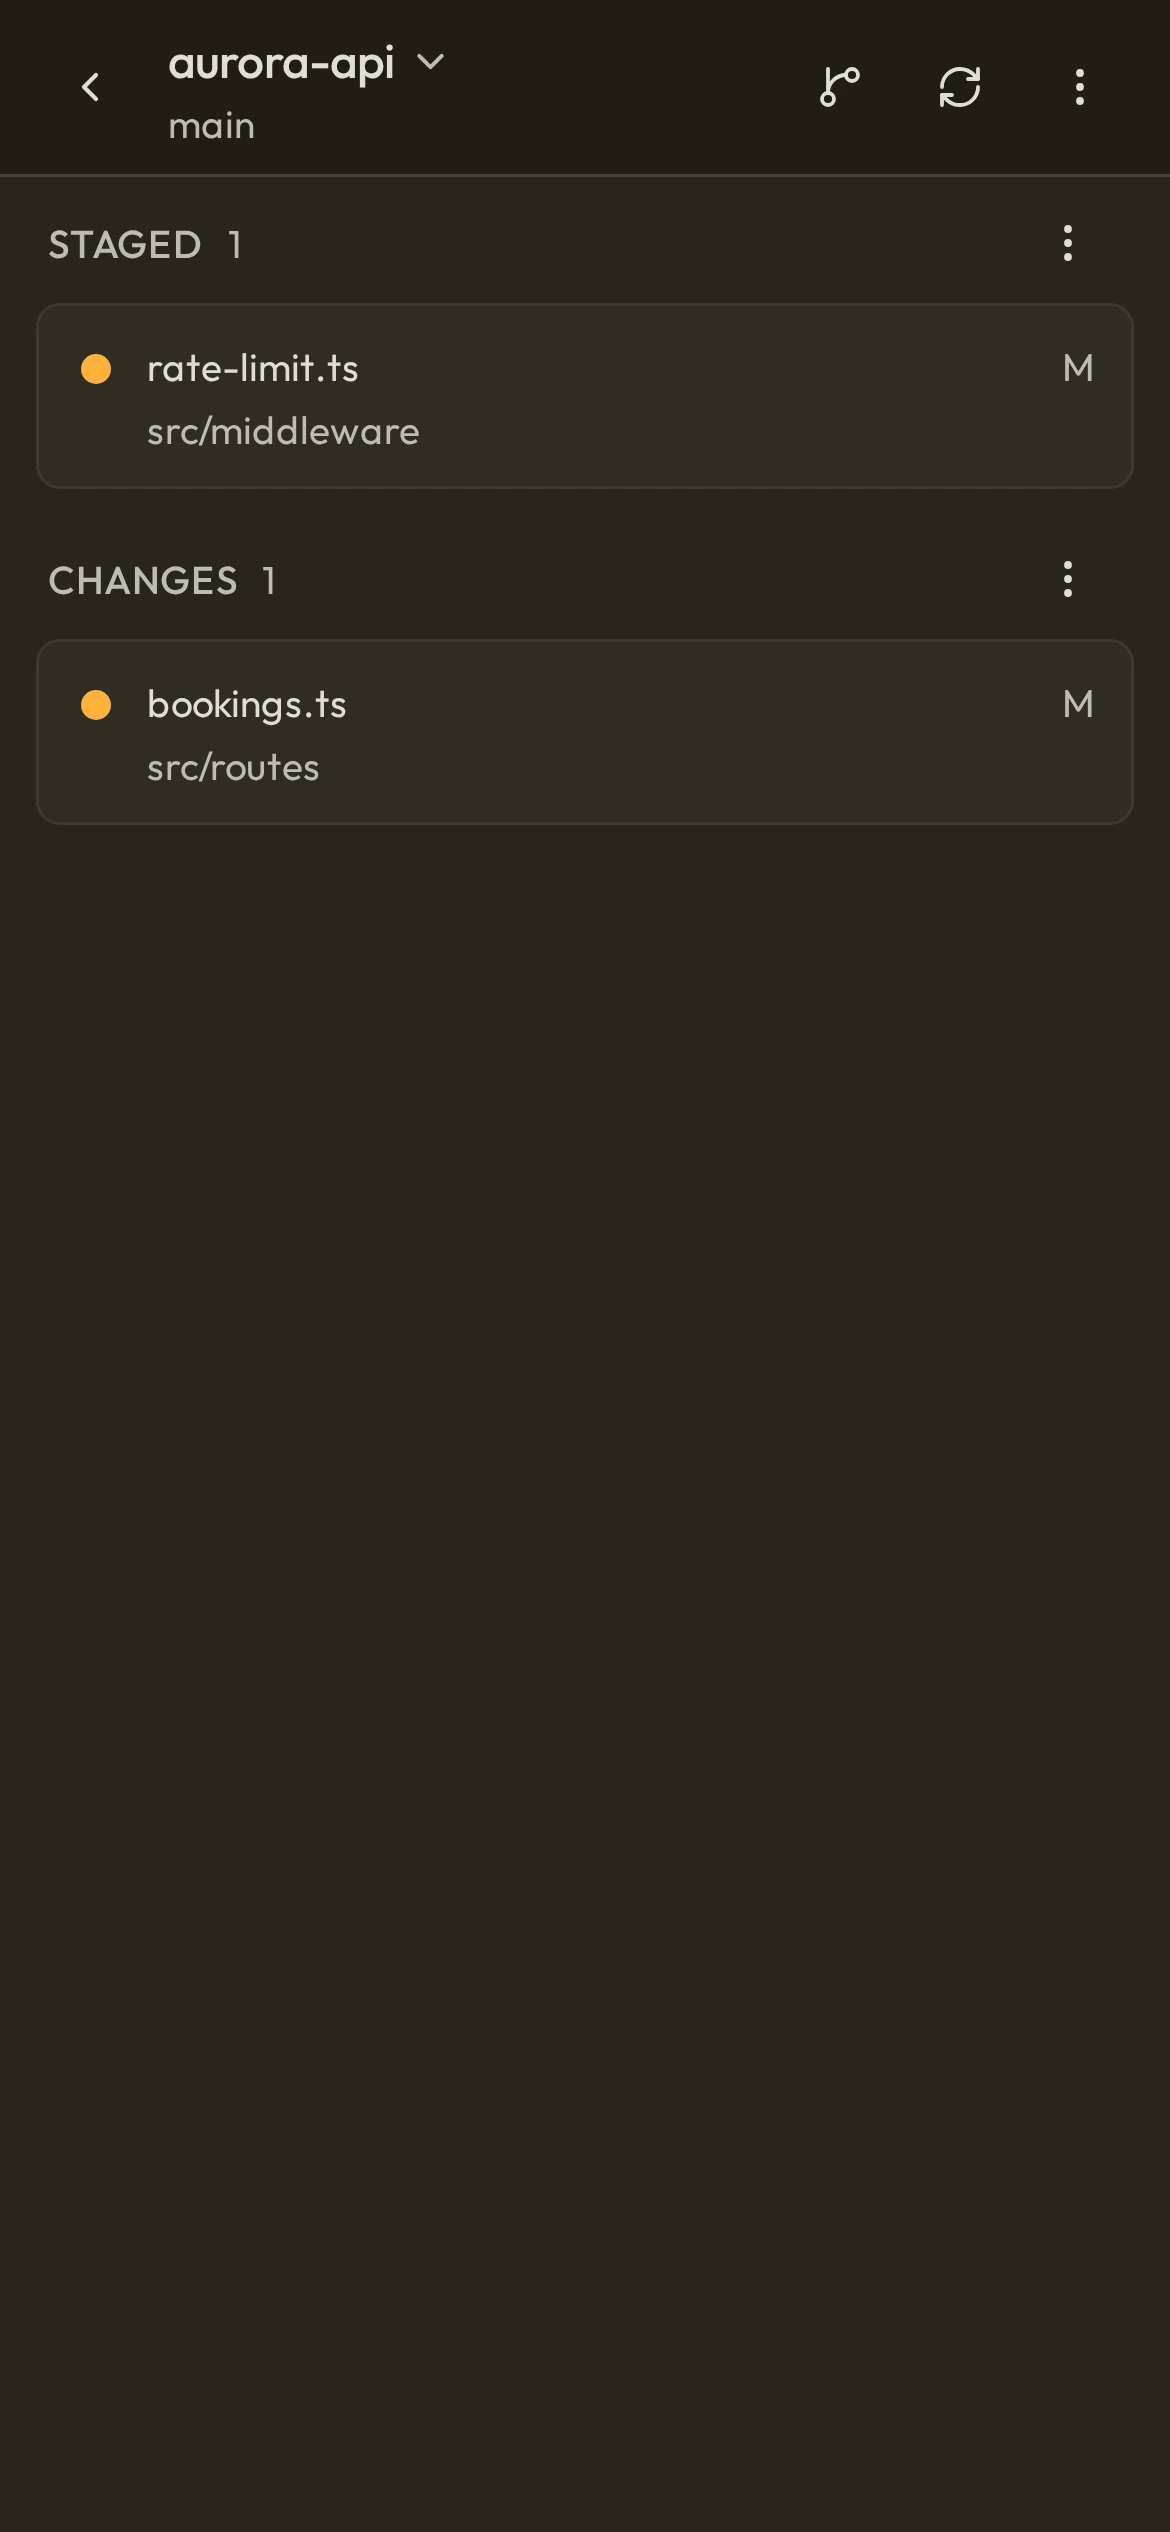 aurora-api
main
STAGED 1
rate-limit.ts M
src/middleware
CHANGES 1
bookings.ts M
src/routes